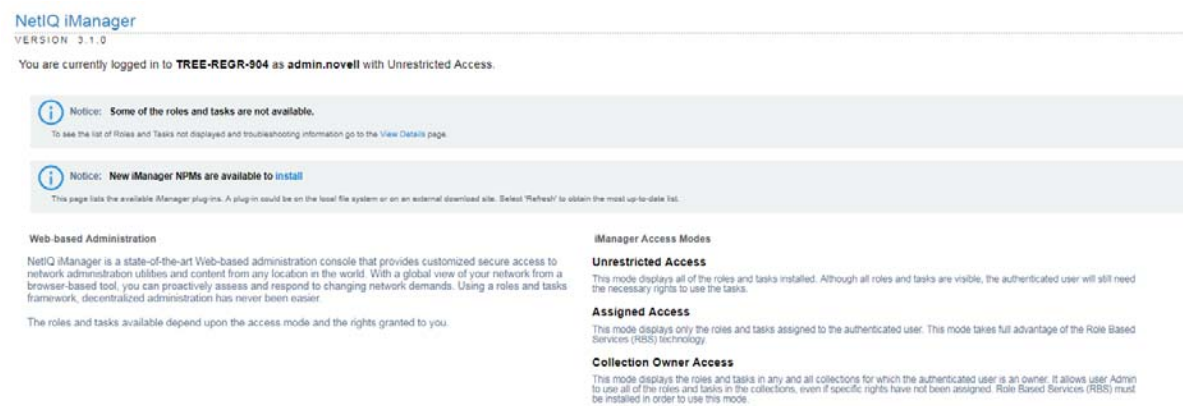 NetIQ iManager
VERSION 3.1.0
You are currently logged in to TREE-REGR-904 as admin.novell with Unrestricted Access.
Notice: Some of the roles and tasks are not available.
To see the list of Roles and Tasks not displayed and troubleshooting information go to the View Details page.
Notice: New iManager NPMs are available to install
This page lists the available iManager plug-ins. A plug-in could be on the local file system or on an external download site. Select 'Refresh' to obtain the most up-to-date list.
Web-based Administration
NetIQ iManager is a state-of-the-art Web-based administration console that provides customized secure access to
network administration utilities and content from any location in the world. With a global view of your network from a
browser-based tool, you can proactively assess and respond to changing network demands. Using a roles and tasks
framework, decentralized administration has never been easier.
The roles and tasks available depend upon the access mode and the rights granted to you.
iManager Access Modes
Unrestricted Access
This mode displays all of the roles and tasks installed. Although all roles and tasks are visible, the authenticated user will still need
the necessary rights to use the tasks.
Assigned Access
This mode displays only the roles and tasks assigned to the authenticated user. This mode takes full advantage of the Role Based
Services (RBS) technology.
Collection Owner Access
This mode displays the roles and tasks in any and all collections for which the authenticated user is an owner. It allows user Admin
to use all of the roles and tasks in the collections, even if specific rights have not been assigned. Role Based Services (RBS) must
be installed in order to use this mode.